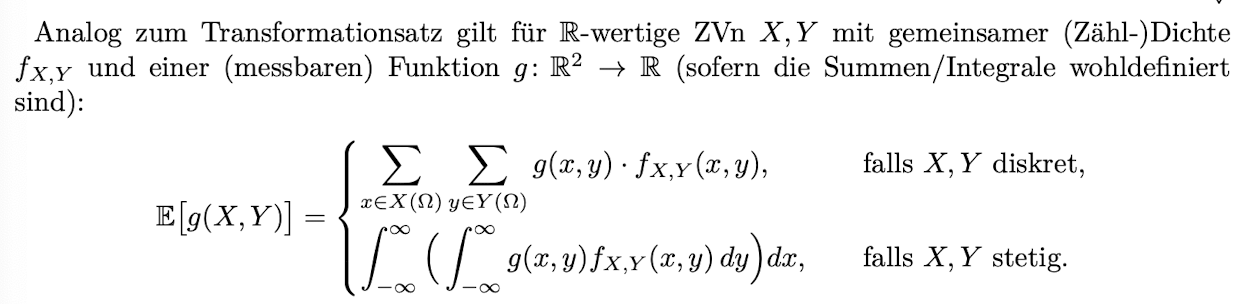 Analog zum Transformationsatz gilt für ℝ-wertige ZVn X, Y mit gemeinsamer (Zähl-)Dichte
f_{X,Y} und einer (messbaren) Funktion g: ℝ² → ℝ (sofern die Summen/Integrale wohldefiniert
sind):
𝔼[g(X, Y)] = { ∑_{x∈X(Ω)} ∑_{y∈Y(Ω)} g(x, y) · f_{X,Y}(x, y), falls X, Y diskret,
∫_{-∞}^{∞} ( ∫_{-∞}^{∞} g(x, y) f_{X,Y}(x, y) dy ) dx, falls X, Y stetig.